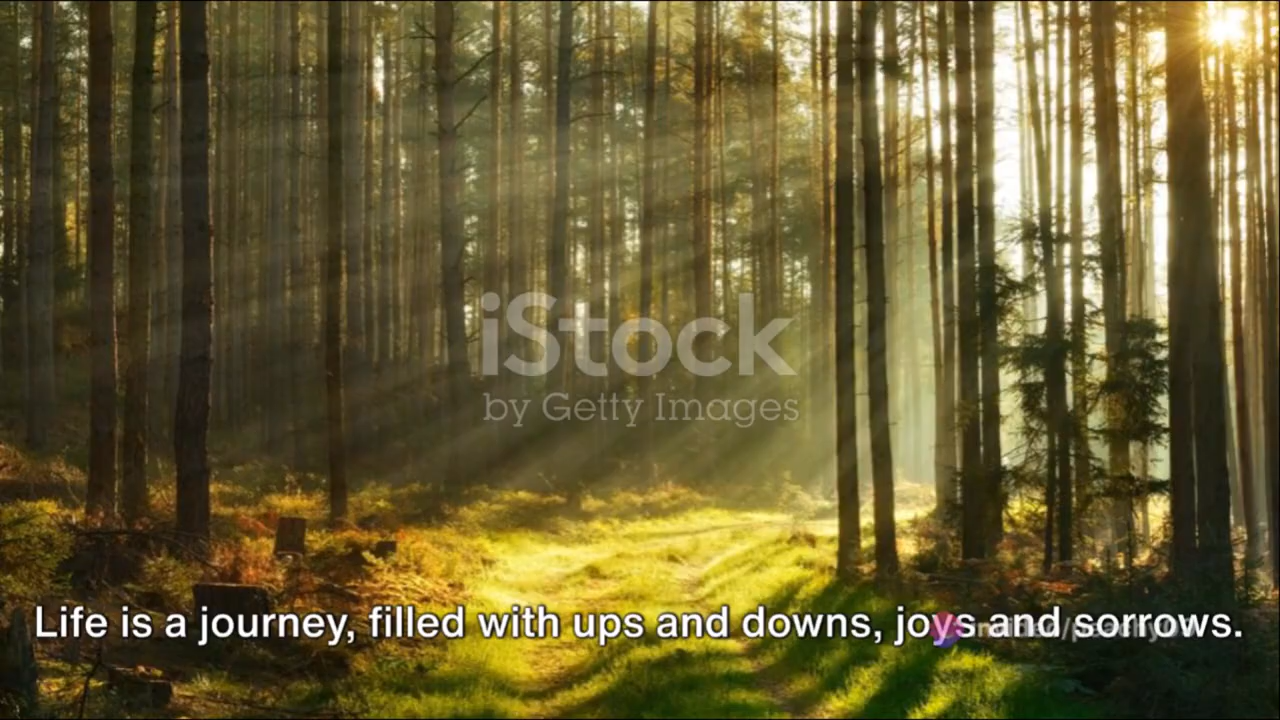 iStock
by Getty Images
Life is a journey, filled with ups and downs, joys and sorrows.